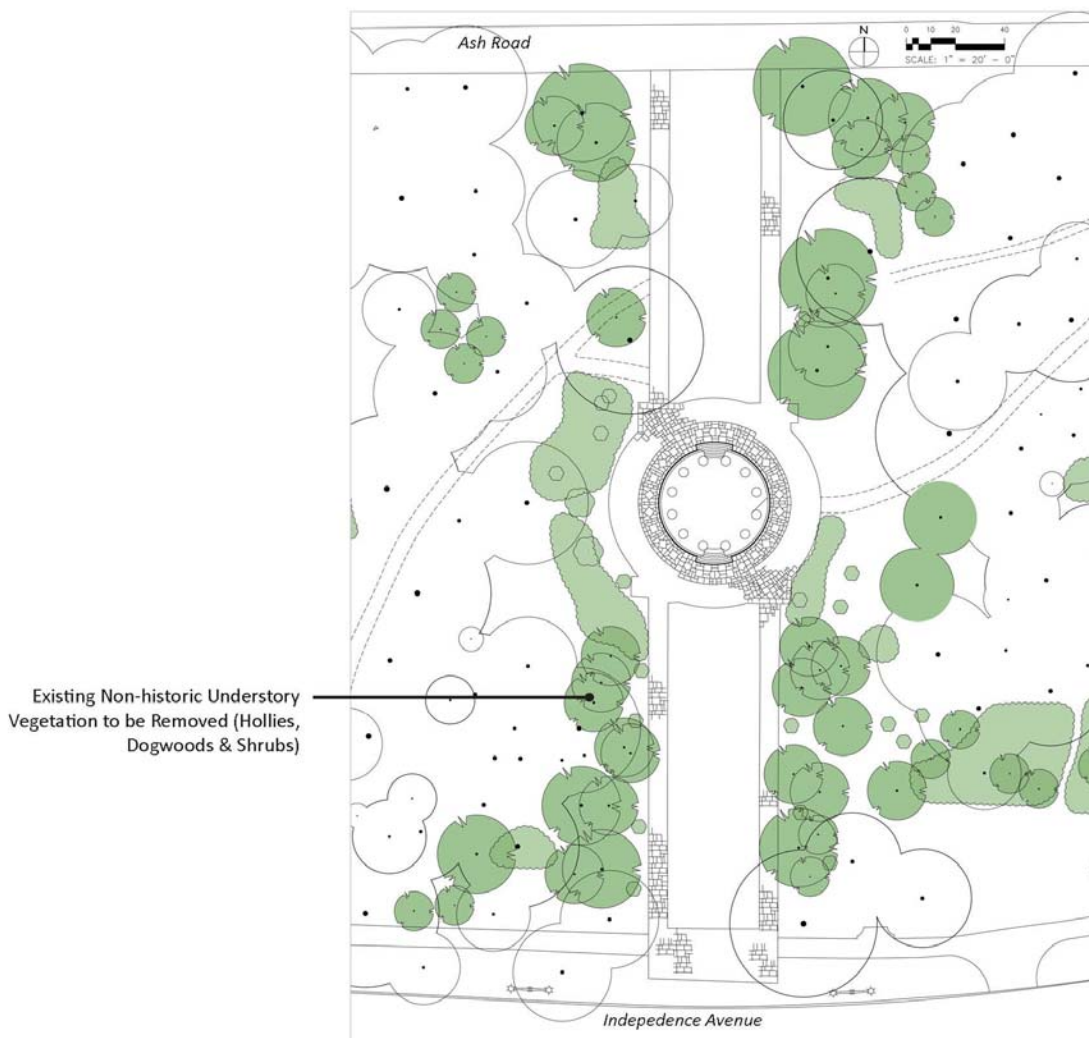 Ash Road
N
0 10 20 40
SCALE: 1" = 20' - 0"
Existing Non-historic Understory
Vegetation to be Removed (Hollies,
Dogwoods & Shrubs)
Indepedence Avenue